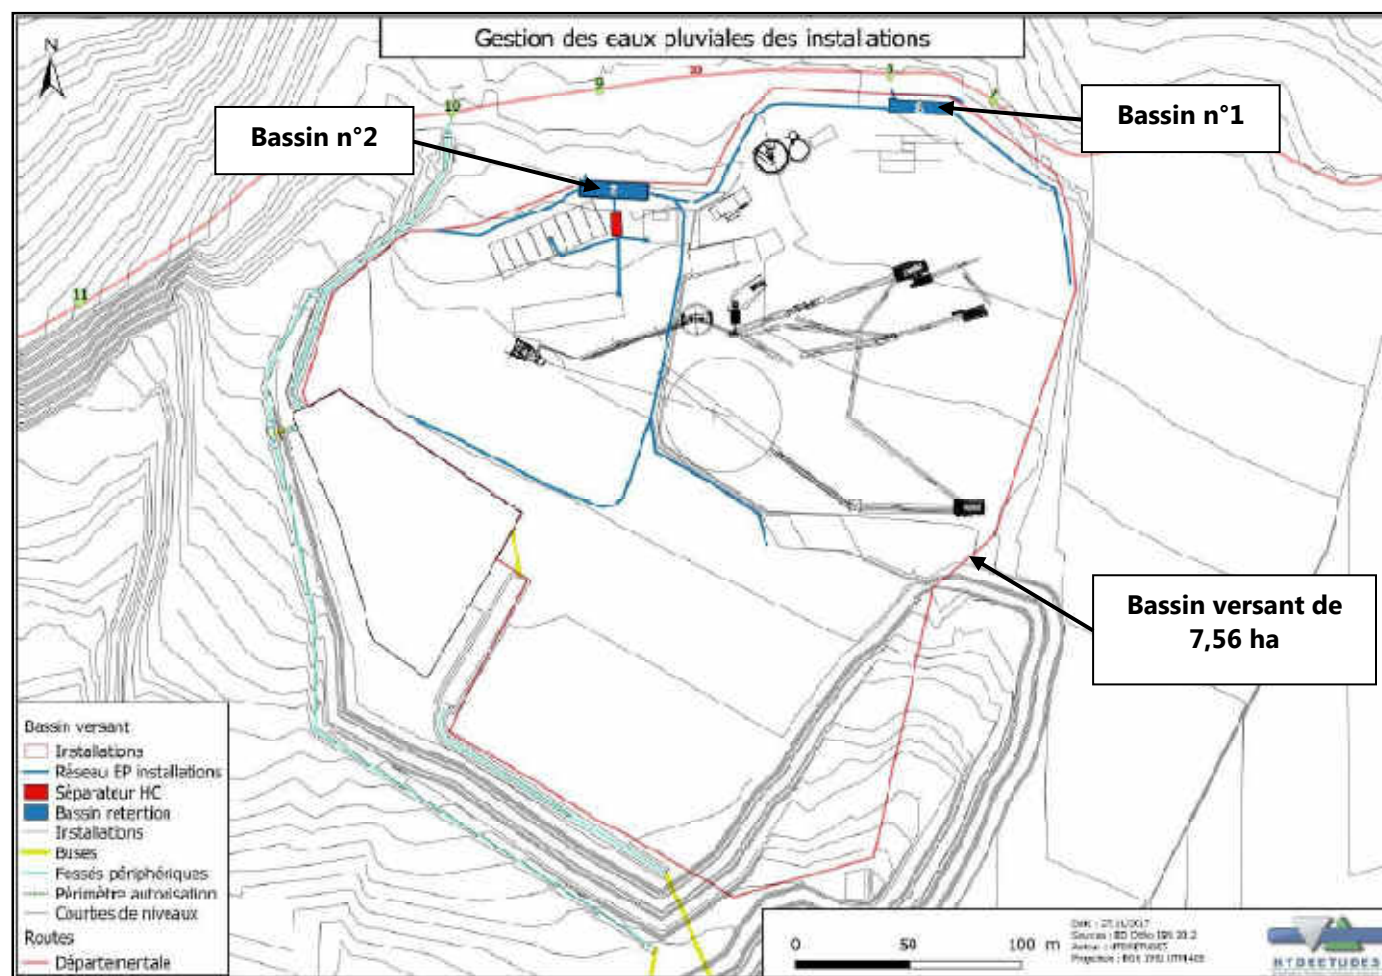 Gestion des eaux pluviales des installations
N
Bassin n°2
Bassin n°1
10
9
11
Bassin versant de
7,56 ha
Bassin versant
Installations
Réseau EP installations
Séparateur HC
Bassin retention
Installations
Buses
Fossés périphériques
Périmètre autorisation
Courbes de niveaux
Routes
Départementale
0 50 100 m
HYDRETUDES